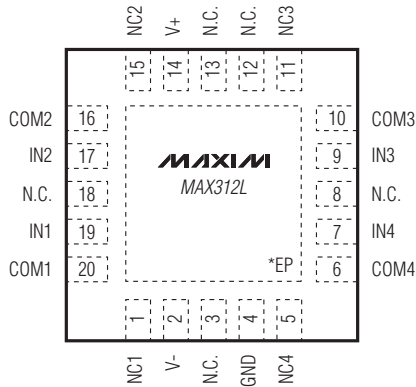 NC2 V+ N.C. N.C. NC3
15 14 13 12 11
COM2 16 10 COM3
IN2 17 MAXIM 9 IN3
N.C. 18 MAX312L 8 N.C.
IN1 19 7 IN4
COM1 20 *EP 6 COM4
1 2 3 4 5
NC1 V- N.C. GND NC4